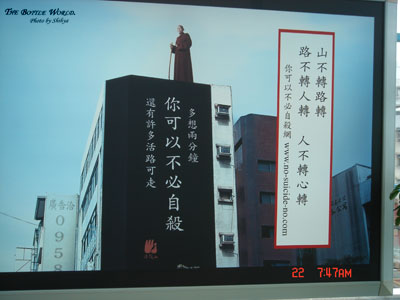 THE BOTTLE WORLD.
Photo by Shihya
多想兩分鐘
你可以不必自殺
還有許多活路可走
山不轉路轉
路不轉人轉 人不轉心轉
你可以不必自殺網 www.no-suicide-no.com
0958
22 7:47AM